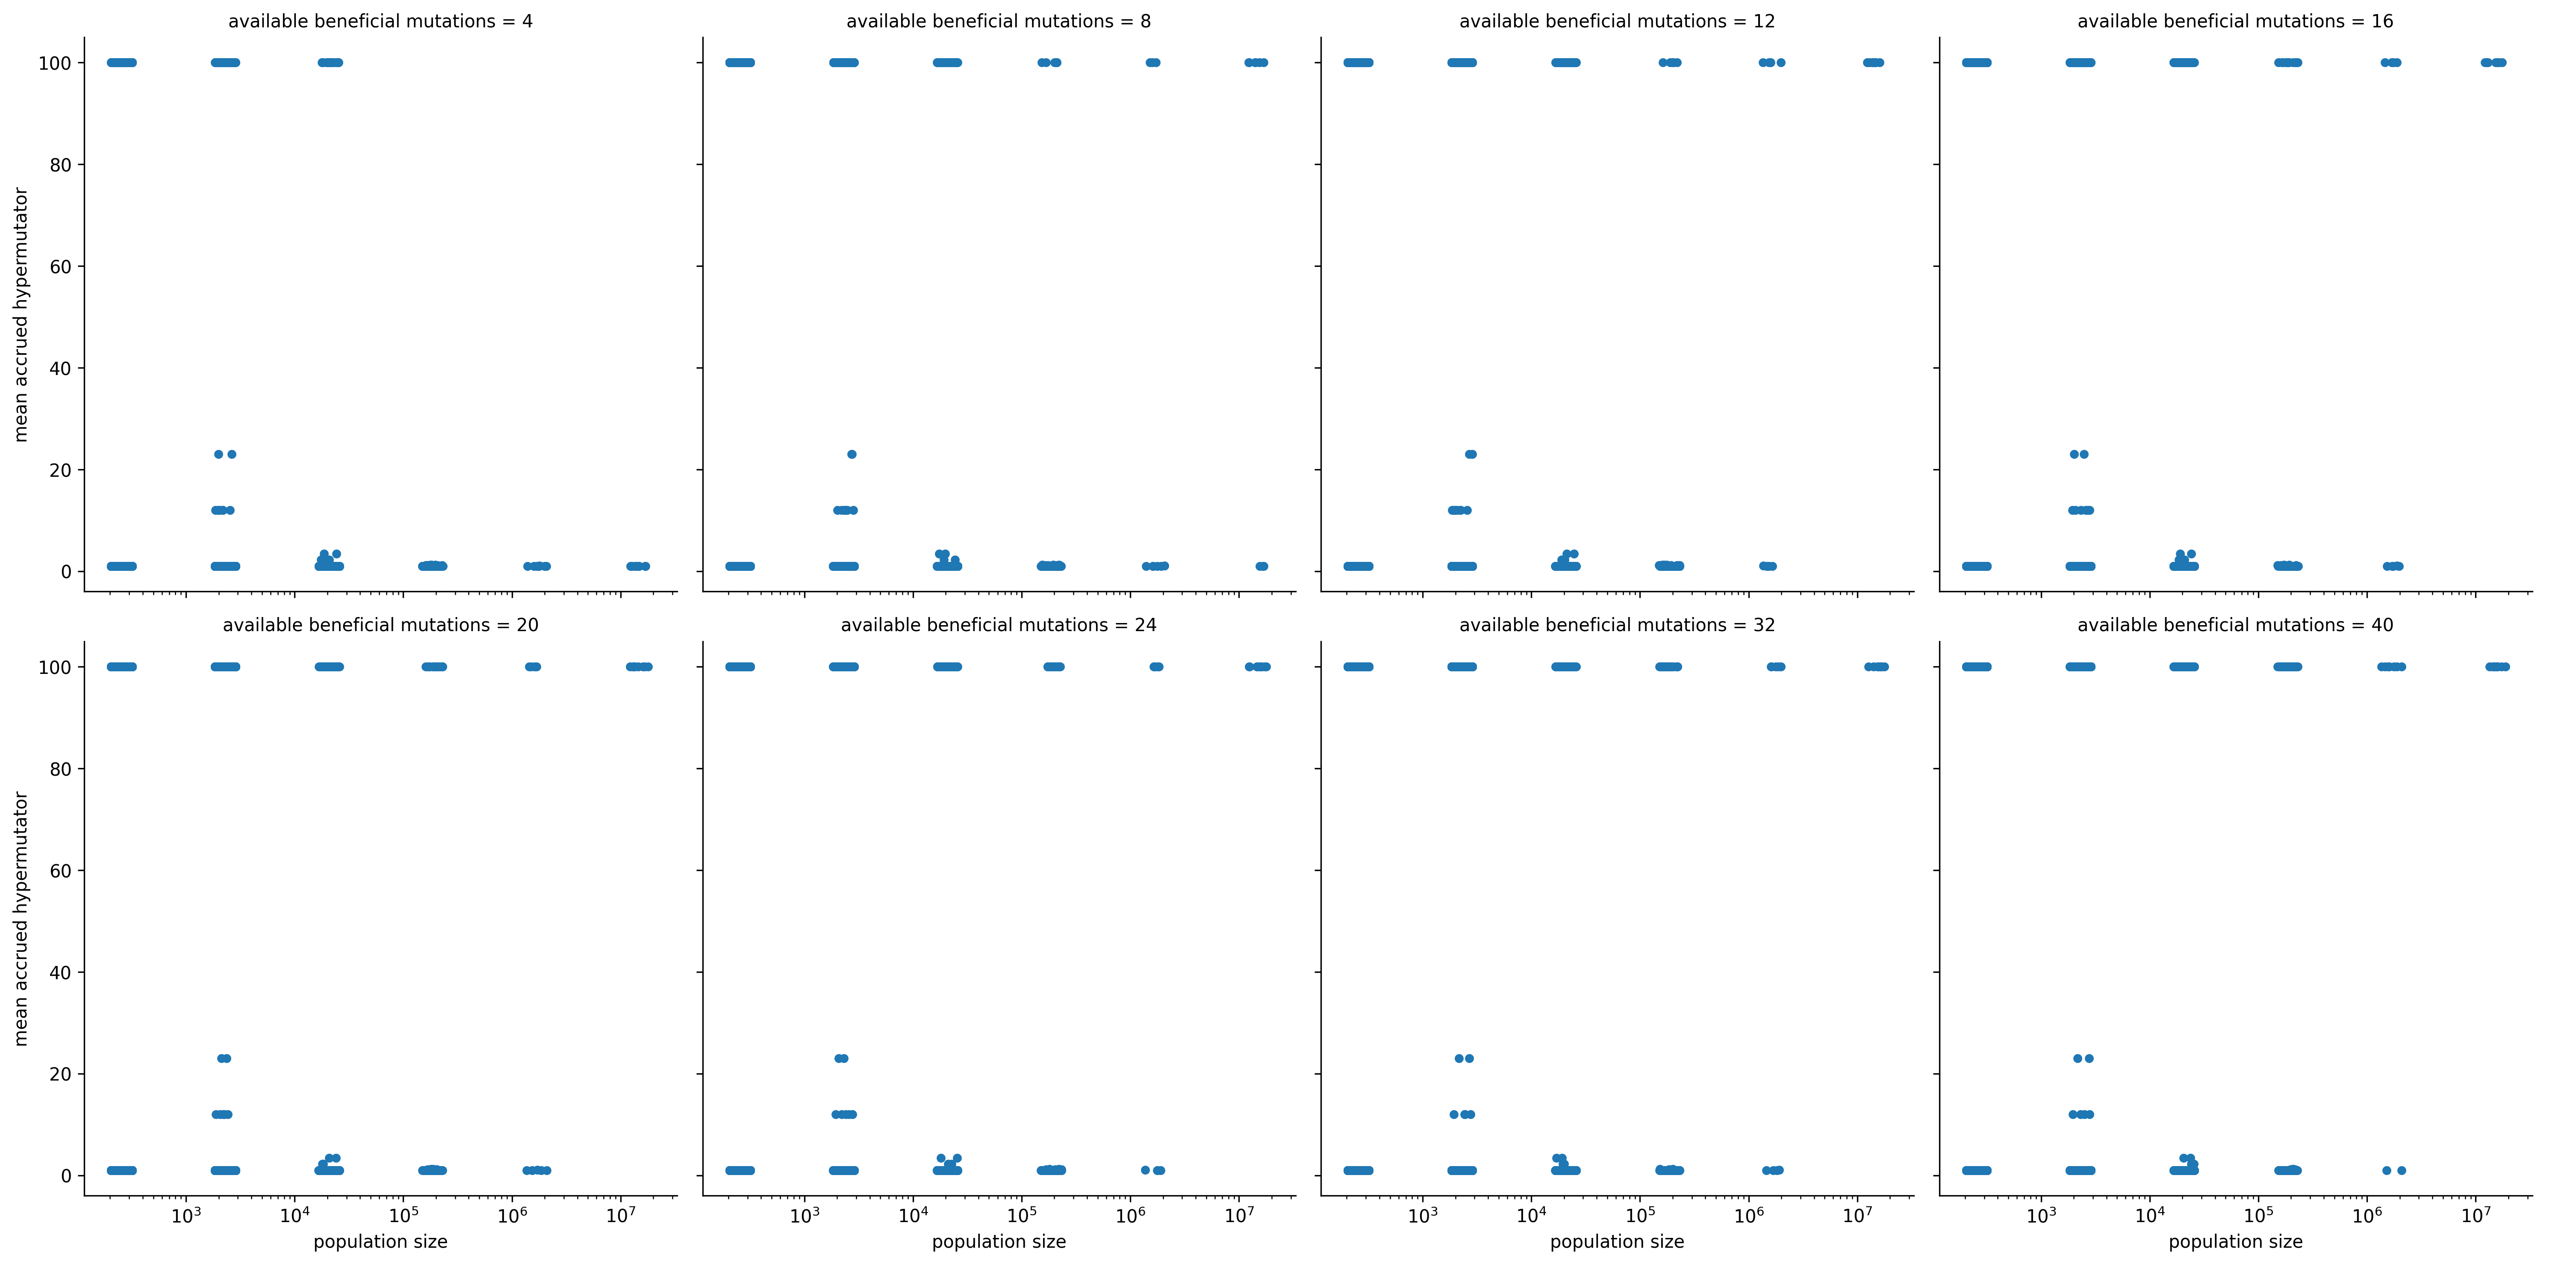 available beneficial mutations = 4
available beneficial mutations = 8
available beneficial mutations = 12
available beneficial mutations = 16
100
80
60
40
20
0
mean accrued hypermutator
available beneficial mutations = 20
available beneficial mutations = 24
available beneficial mutations = 32
available beneficial mutations = 40
100
80
60
40
20
0
mean accrued hypermutator
10³ 10⁴ 10⁵ 10⁶ 10⁷
10³ 10⁴ 10⁵ 10⁶ 10⁷
10³ 10⁴ 10⁵ 10⁶ 10⁷
10³ 10⁴ 10⁵ 10⁶ 10⁷
population size
population size
population size
population size